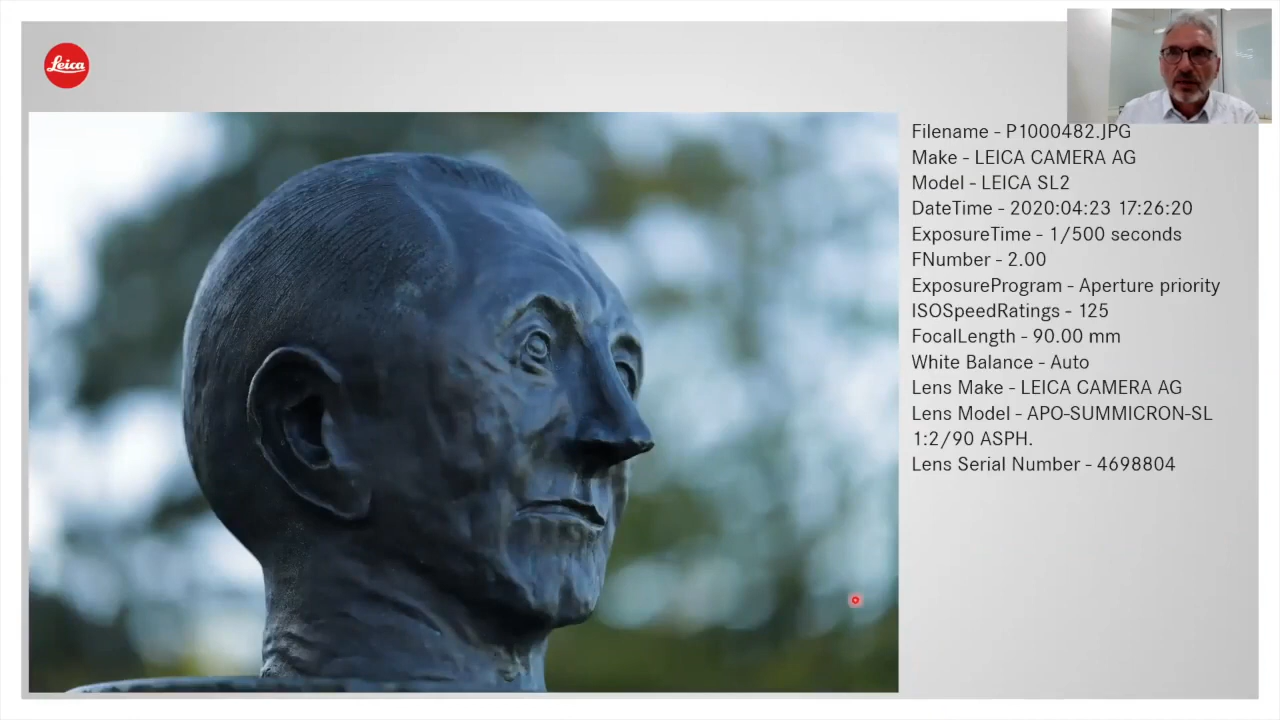 Leica
Filename - P1000482.JPG
Make - LEICA CAMERA AG
Model - LEICA SL2
DateTime - 2020:04:23 17:26:20
ExposureTime - 1/500 seconds
FNumber - 2.00
ExposureProgram - Aperture priority
ISOSpeedRatings - 125
FocalLength - 90.00 mm
White Balance - Auto
Lens Make - LEICA CAMERA AG
Lens Model - APO-SUMMICRON-SL
1:2/90 ASPH.
Lens Serial Number - 4698804